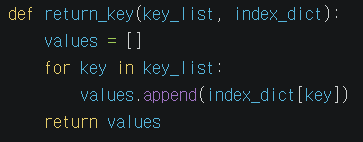 def return_key(key_list, index_dict):
    values = []
    for key in key_list:
        values.append(index_dict[key])
    return values